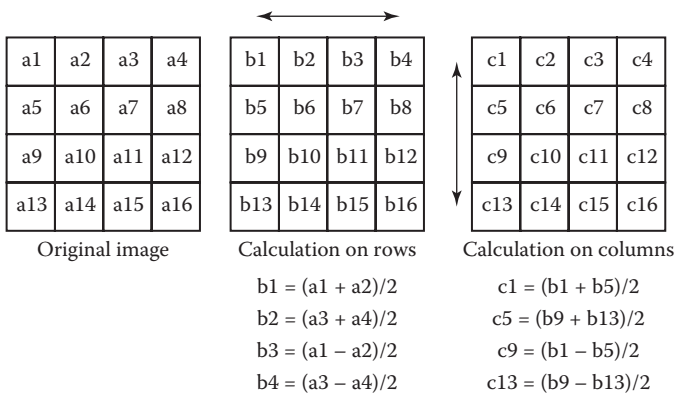 a1 a2 a3 a4
a5 a6 a7 a8
a9 a10 a11 a12
a13 a14 a15 a16
Original image
b1 b2 b3 b4
b5 b6 b7 b8
b9 b10 b11 b12
b13 b14 b15 b16
Calculation on rows
b1 = (a1 + a2)/2
b2 = (a3 + a4)/2
b3 = (a1 – a2)/2
b4 = (a3 – a4)/2
c1 c2 c3 c4
c5 c6 c7 c8
c9 c10 c11 c12
c13 c14 c15 c16
Calculation on columns
c1 = (b1 + b5)/2
c5 = (b9 + b13)/2
c9 = (b1 – b5)/2
c13 = (b9 – b13)/2